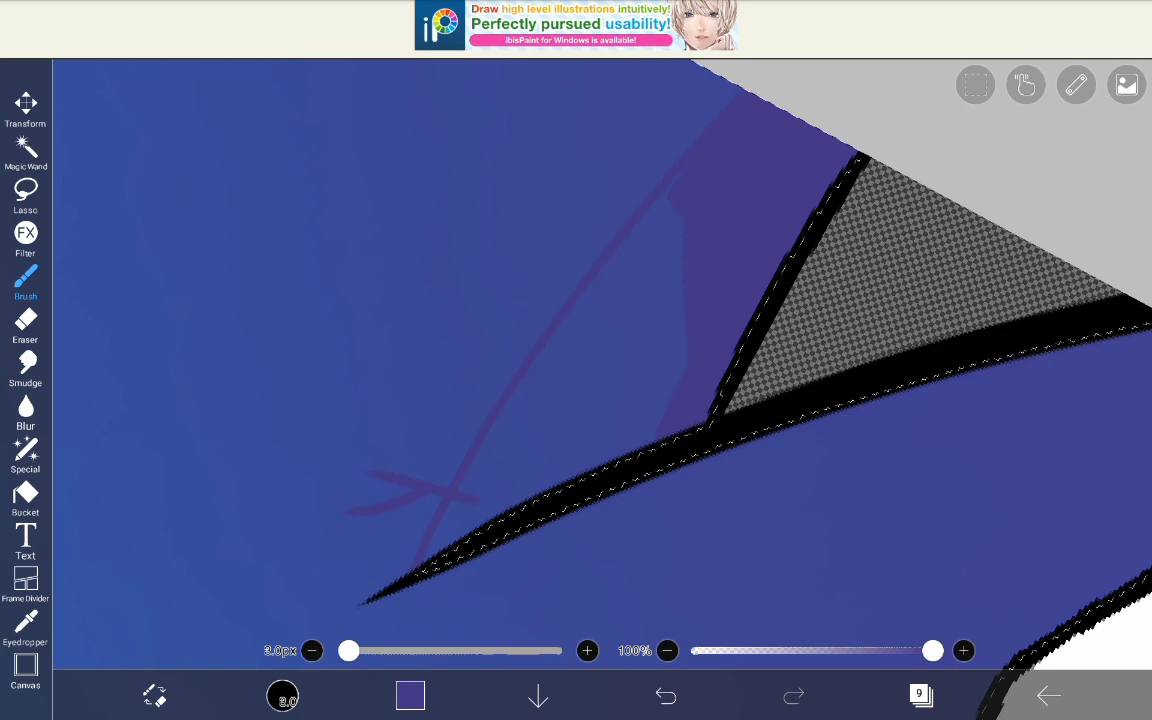 Draw high level illustrations intuitively!
iP
Perfectly pursued usability!
ibisPaint for Windows is available!
Transform
Magic Wand
Lasso
FX
Filter
Brush
Eraser
Smudge
Blur
Special
Bucket
T
Text
Frame Divider
Eyedropper
Canvas
3.0px
100%
3.0
9